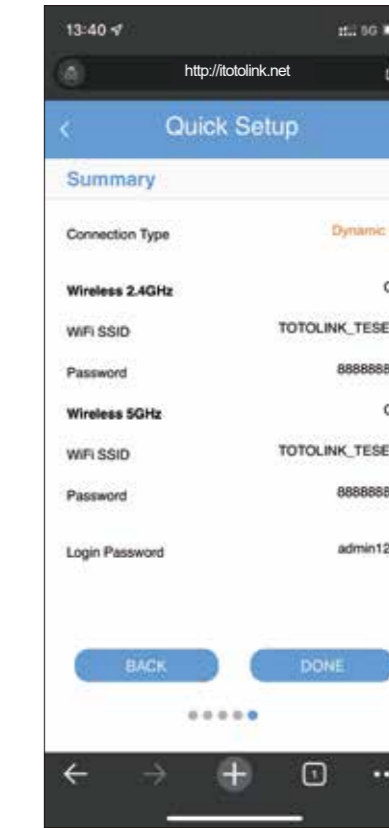 13:40
5G
http://itotolink.net
Quick Setup
Summary
Connection Type Dynamic
Wireless 2.4GHz
WiFi SSID TOTOLINK_TESE
Password 8888888
Wireless 5GHz
WiFi SSID TOTOLINK_TESE
Password 8888888
Login Password admin12
BACK DONE
1